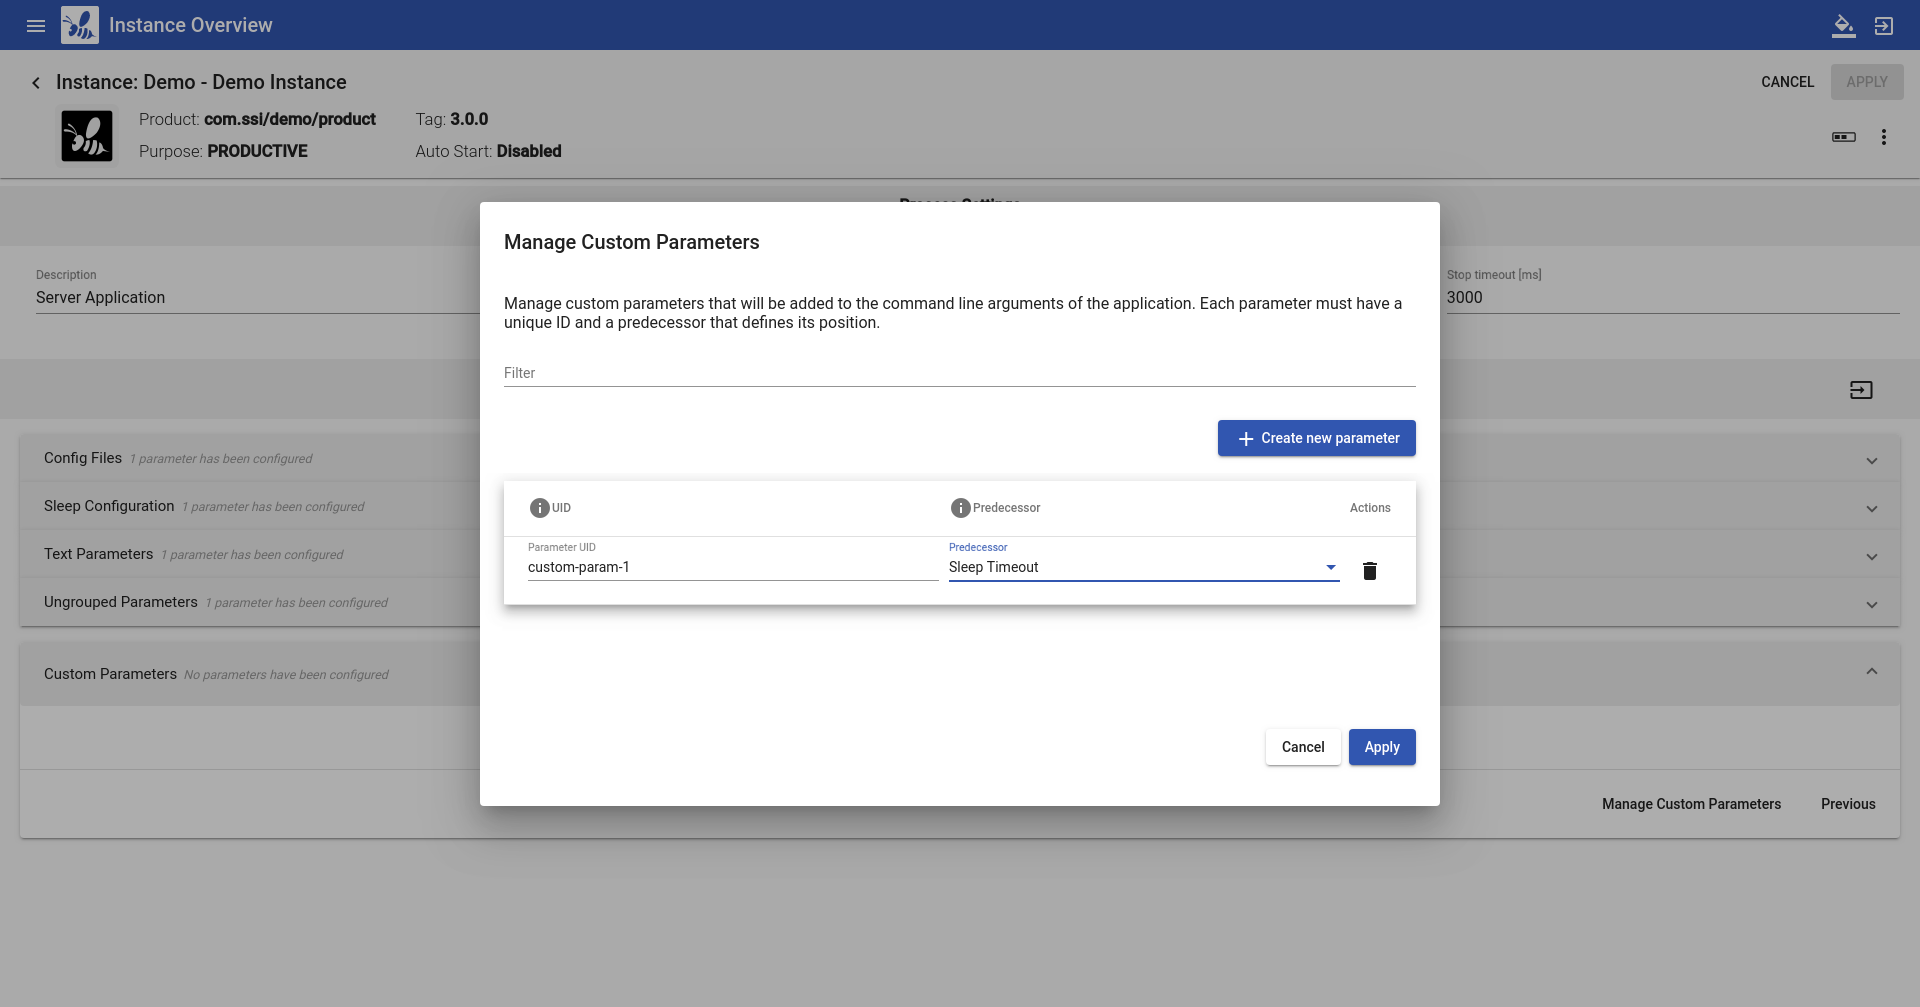 Instance Overview
Instance: Demo - Demo Instance
CANCEL
APPLY
Product: com.ssi/demo/product
Tag: 3.0.0
Purpose: PRODUCTIVE
Auto Start: Disabled
Description
Server Application
Stop timeout [ms]
3000
Config Files 1 parameter has been configured
Sleep Configuration 1 parameter has been configured
Text Parameters 1 parameter has been configured
Ungrouped Parameters 1 parameter has been configured
Custom Parameters No parameters have been configured
Manage Custom Parameters
Previous
Manage Custom Parameters
Manage custom parameters that will be added to the command line arguments of the application. Each parameter must have a
unique ID and a predecessor that defines its position.
Filter
Create new parameter
UID
Predecessor
Actions
Parameter UID
custom-param-1
Predecessor
Sleep Timeout
Cancel
Apply